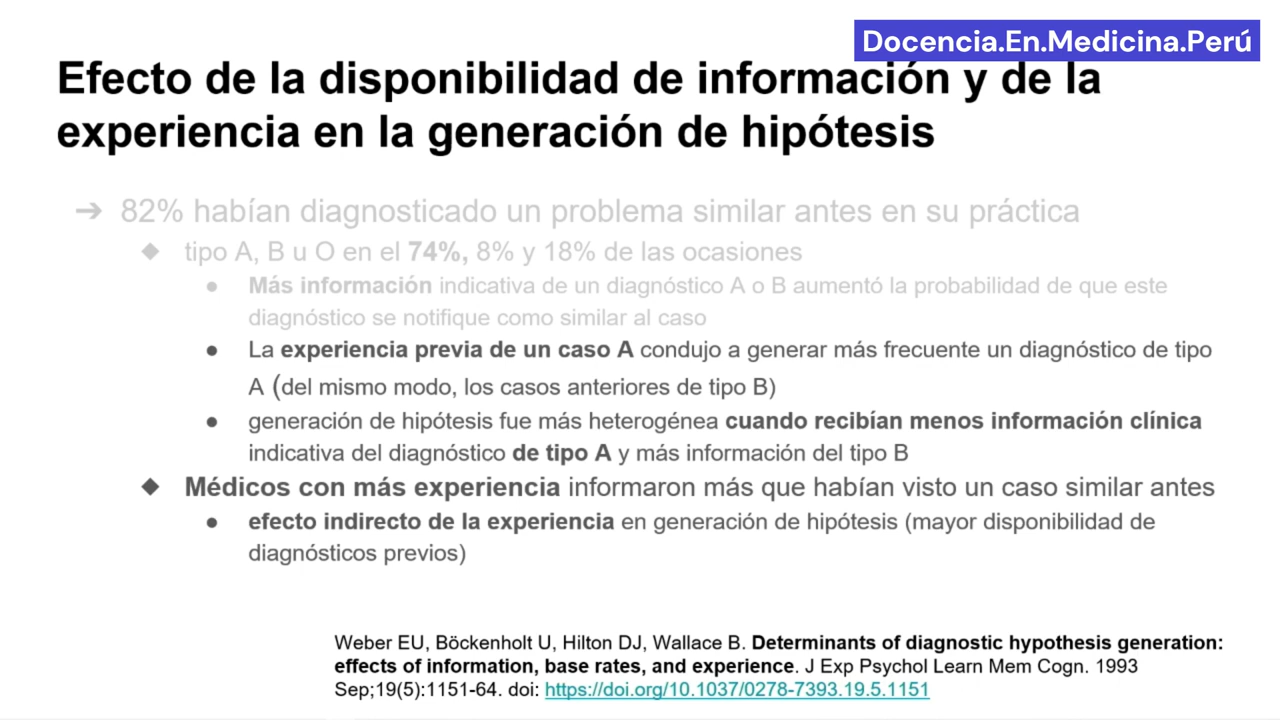 Docencia.En.Medicina.Perú
Efecto de la disponibilidad de información y de la
experiencia en la generación de hipótesis
➔ 82% habían diagnosticado un problema similar antes en su práctica
◆ tipo A, B u O en el 74%, 8% y 18% de las ocasiones
● Más información indicativa de un diagnóstico A o B aumentó la probabilidad de que este
diagnóstico se notifique como similar al caso
● La experiencia previa de un caso A condujo a generar más frecuente un diagnóstico de tipo
A (del mismo modo, los casos anteriores de tipo B)
● generación de hipótesis fue más heterogénea cuando recibían menos información clínica
indicativa del diagnóstico de tipo A y más información del tipo B
◆ Médicos con más experiencia informaron más que habían visto un caso similar antes
● efecto indirecto de la experiencia en generación de hipótesis (mayor disponibilidad de
diagnósticos previos)
Weber EU, Böckenholt U, Hilton DJ, Wallace B. Determinants of diagnostic hypothesis generation:
effects of information, base rates, and experience. J Exp Psychol Learn Mem Cogn. 1993
Sep;19(5):1151-64. doi: https://doi.org/10.1037/0278-7393.19.5.1151